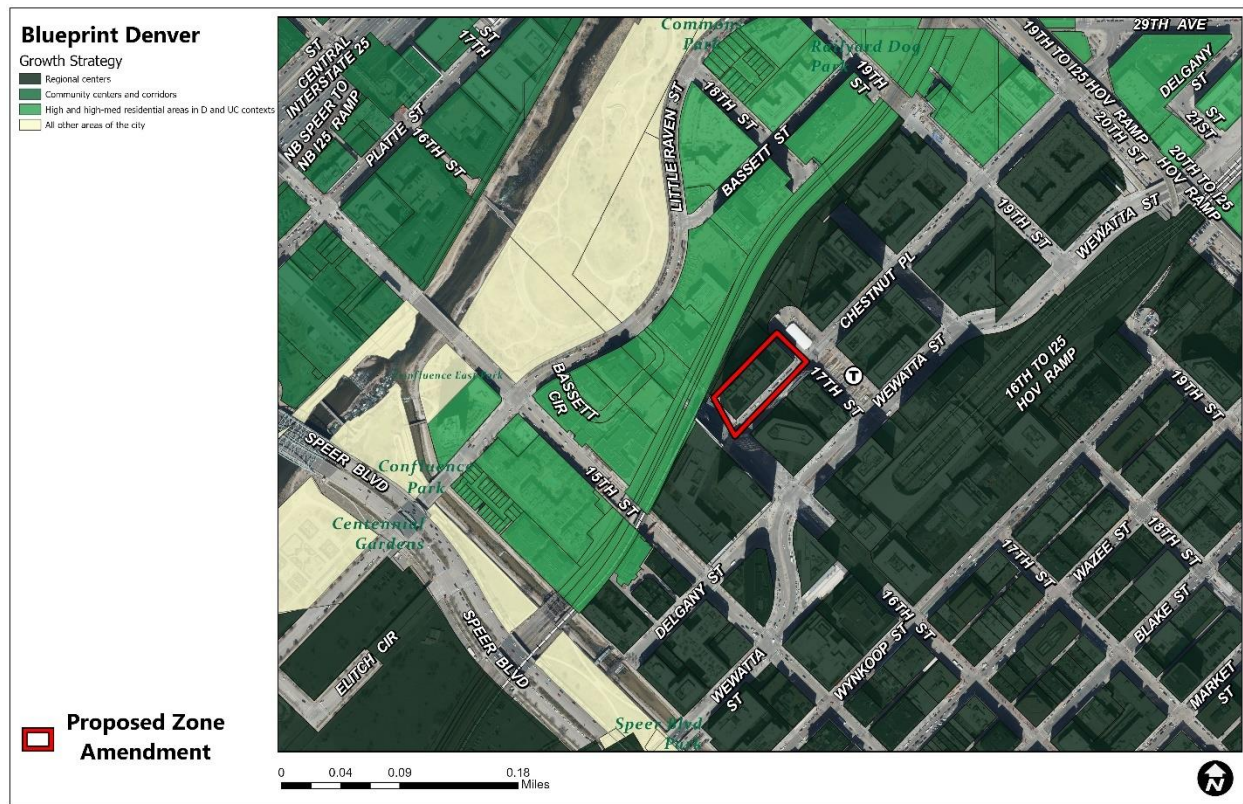 Blueprint Denver
Growth Strategy
Regional centers
Community centers and corridors
High and high-med residential areas in D and UC contexts
All other areas of the city
Proposed Zone
Amendment
0 0.04 0.09 0.18
Miles
N
ST
CENTRAL
INTERSTATE 25
NB SPEER TO
NB I25 RAMP
17TH
ST
PLATTE ST
16TH ST
Commons
Park
Railyard Dog
Park
19TH
ST
18TH ST
LITTLE RAVEN ST
BASSETT ST
19TH TO I25 HOV RAMP
20TH ST
29TH AVE
DELGANY
ST
21ST
ST
20TH TO I25
HOV RAMP
19TH ST
WEWATTA ST
CHESTNUT PL
17TH ST
T
WEWATTA ST
16TH TO I25
HOV RAMP
19TH ST
Confluence East Park
BASSETT
CIR
SPEER BLVD
Confluence
Park
Centennial
Gardens
15TH ST
DELGANY ST
17TH ST
WAZEE ST
18TH ST
16TH ST
BLAKE ST
WYNKOOP ST
MARKET
ST
ELITCH CIR
SPEER BLVD
WEWATTA
ST
Speer Blvd
Park